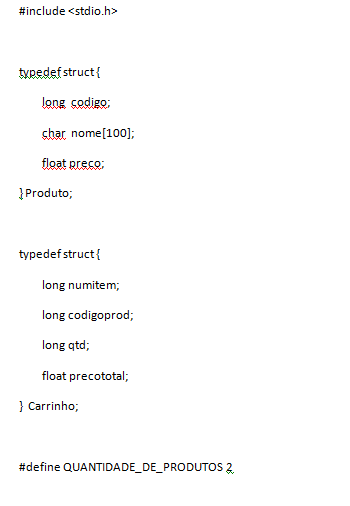 #include <stdio.h>
typedef struct {
long codigo;
char nome[100];
float preco;
} Produto;
typedef struct {
long numitem;
long codigoprod;
long qtd;
float precototal;
} Carrinho;
#define QUANTIDADE_DE_PRODUTOS 2